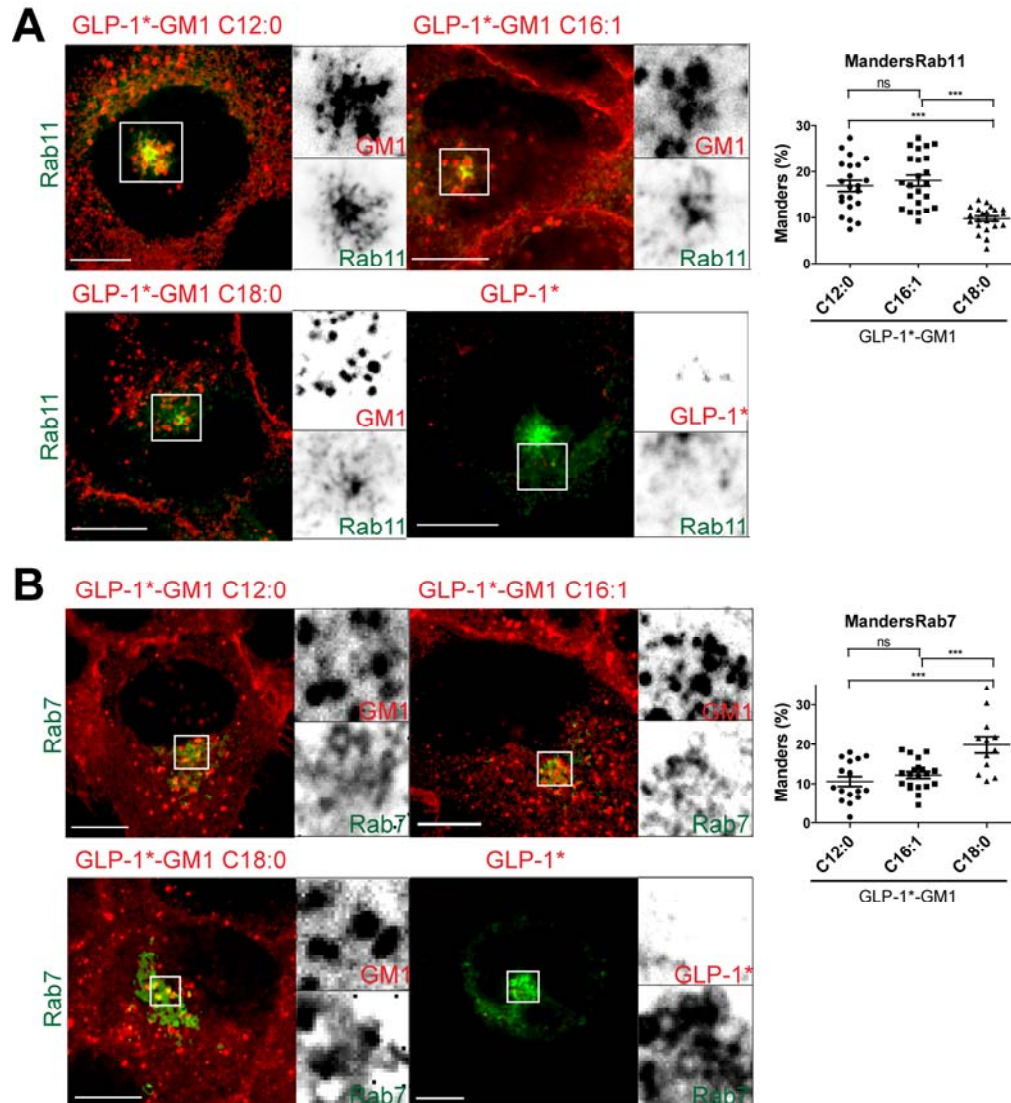 A
GLP-1*-GM1 C12:0
GLP-1*-GM1 C16:1
Rab11
GM1
Rab11
GM1
Rab11
GLP-1*-GM1 C18:0
GLP-1*
Rab11
GM1
Rab11
GLP-1*
Rab11
MandersRab11
ns
***
***
Manders (%)
30
20
10
0
C12:0
C16:1
C18:0
GLP-1*-GM1
B
GLP-1*-GM1 C12:0
GLP-1*-GM1 C16:1
Rab7
GM1
Rab7
GM1
Rab7
GLP-1*-GM1 C18:0
GLP-1*
Rab7
GM1
Rab7
GLP-1*
Rab7
MandersRab7
ns
***
***
Manders (%)
30
20
10
0
C12:0
C16:1
C18:0
GLP-1*-GM1